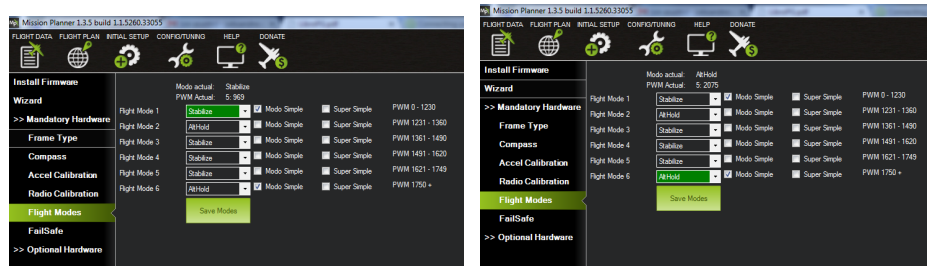 Mission Planner 1.3.5 build 1.1.5260.33055
FLIGHT DATA FLIGHT PLAN INITIAL SETUP CONFIG/TUNING HELP DONATE
Install Firmware
Wizard
>> Mandatory Hardware
Frame Type
Compass
Accel Calibration
Radio Calibration
Flight Modes
FailSafe
>> Optional Hardware
Modo actual: Stabilize
PWM Actual: 5: 969
Flight Mode 1 Stabilize Modo Simple Super Simple PWM 0 - 1230
Flight Mode 2 AltHold Modo Simple Super Simple PWM 1231 - 1360
Flight Mode 3 Stabilize Modo Simple Super Simple PWM 1361 - 1490
Flight Mode 4 Stabilize Modo Simple Super Simple PWM 1491 - 1620
Flight Mode 5 Stabilize Modo Simple Super Simple PWM 1621 - 1749
Flight Mode 6 AltHold Modo Simple Super Simple PWM 1750 +
Save Modes
Mission Planner 1.3.5 build 1.1.5260.33055
FLIGHT DATA FLIGHT PLAN INITIAL SETUP CONFIG/TUNING HELP DONATE
Install Firmware
Wizard
>> Mandatory Hardware
Frame Type
Compass
Accel Calibration
Radio Calibration
Flight Modes
FailSafe
>> Optional Hardware
Modo actual: AltHold
PWM Actual: 5: 2075
Flight Mode 1 Stabilize Modo Simple Super Simple PWM 0 - 1230
Flight Mode 2 AltHold Modo Simple Super Simple PWM 1231 - 1360
Flight Mode 3 Stabilize Modo Simple Super Simple PWM 1361 - 1490
Flight Mode 4 Stabilize Modo Simple Super Simple PWM 1491 - 1620
Flight Mode 5 Stabilize Modo Simple Super Simple PWM 1621 - 1749
Flight Mode 6 AltHold Modo Simple Super Simple PWM 1750 +
Save Modes